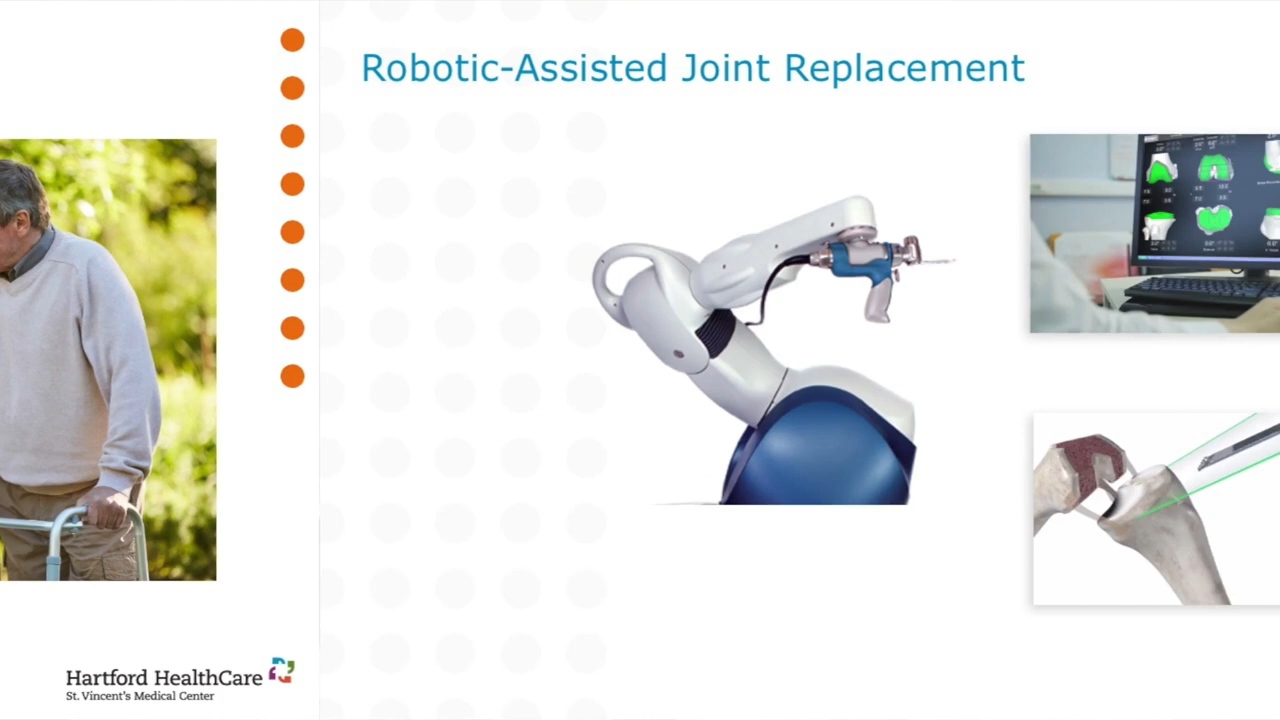 Robotic-Assisted Joint Replacement
Hartford HealthCare
St. Vincent's Medical Center